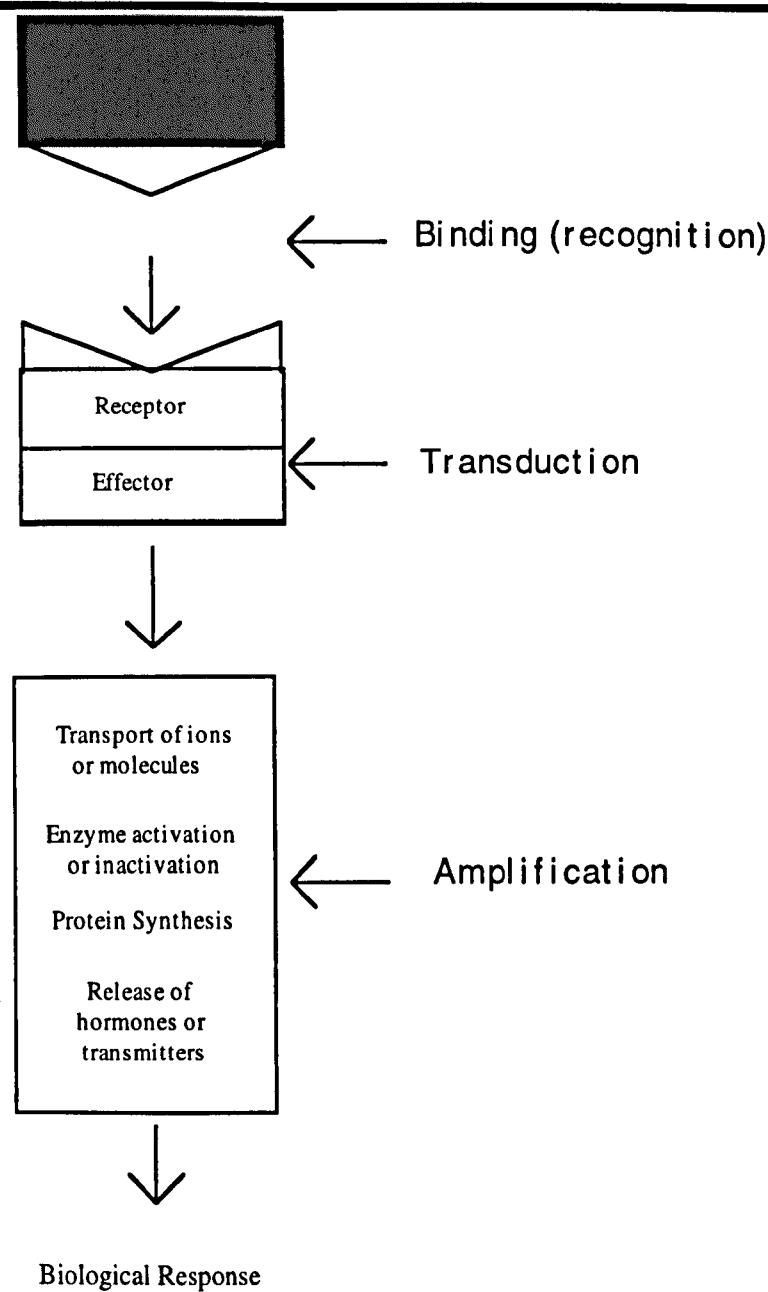 Binding (recognition)
Receptor
Effector
Transduction
Transport of ions
or molecules
Enzyme activation
or inactivation
Protein Synthesis
Release of
hormones or
transmitters
Amplification
Biological Response